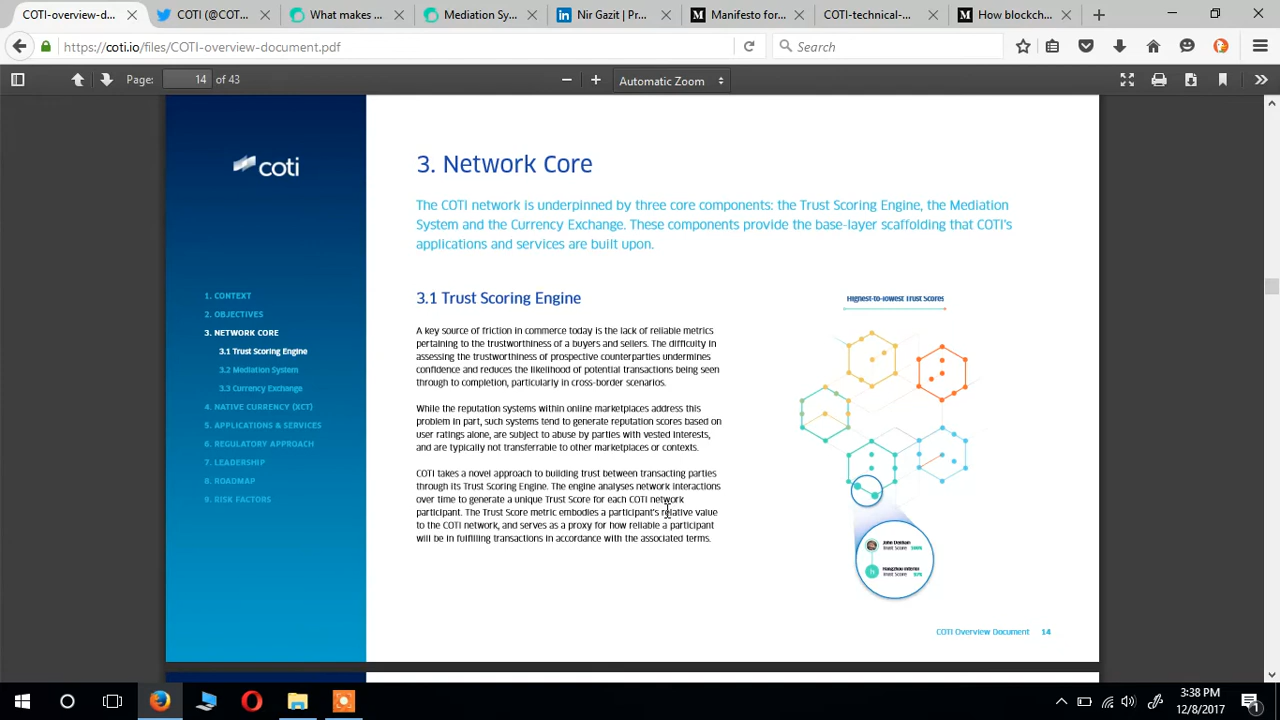 overview-d...
What's My St...
Mediation Sy...
in
Nir Gazit's Profi...
M
Manifesto for...
COTI-technical-...
M
How blockch...
https://coti.io/files/COTI-overview-document.pdf
Search
Page:
14
of 43
Automatic Zoom
coti
3. Network Core
The COTI network is underpinned by three core components: the Trust Scoring Engine, the Mediation
System and the Currency Exchange. These components provide the base-layer scaffolding that COTI's
applications and services are built upon.
1. CONTEXT
2. OBJECTIVES
3. NETWORK CORE
3.1 Trust Scoring Engine
3.2 Mediation System
3.3 Currency Exchange
4. NATIVE CURRENCY (XCT)
5. APPLICATIONS & SERVICES
6. REGULATORY APPROACH
7. LEADERSHIP
8. ROADMAP
9. RISK FACTORS
3.1 Trust Scoring Engine
A key source of friction in commerce today is the lack of reliable metrics
pertaining to the trustworthiness of a buyers and sellers. The difficulty in
assessing the trustworthiness of prospective counterparties undermines
confidence and reduces the likelihood of potential transactions being seen
through to completion, particularly in cross-border scenarios.
While the reputation systems within online marketplaces address this
problem in part, such systems tend to generate reputation scores based on
user ratings alone, are subject to abuse by parties with vested interests,
and are typically not transferrable to other marketplaces or contexts.
COTI takes a novel approach to building trust between transacting parties
through its Trust Scoring Engine. The engine analyses network interactions
over time to generate a unique Trust Score for each COTI network
participant. The Trust Score metric embodies a participant's relative value
to the COTI network, and serves as a proxy for how reliable a participant
will be in fulfilling transactions in accordance with the associated terms.
Highest-to-lowest Trust Scores
Trust Score
h
Trust Score
COTI Overview Document 14
3:38 PM
12/8/2017
1